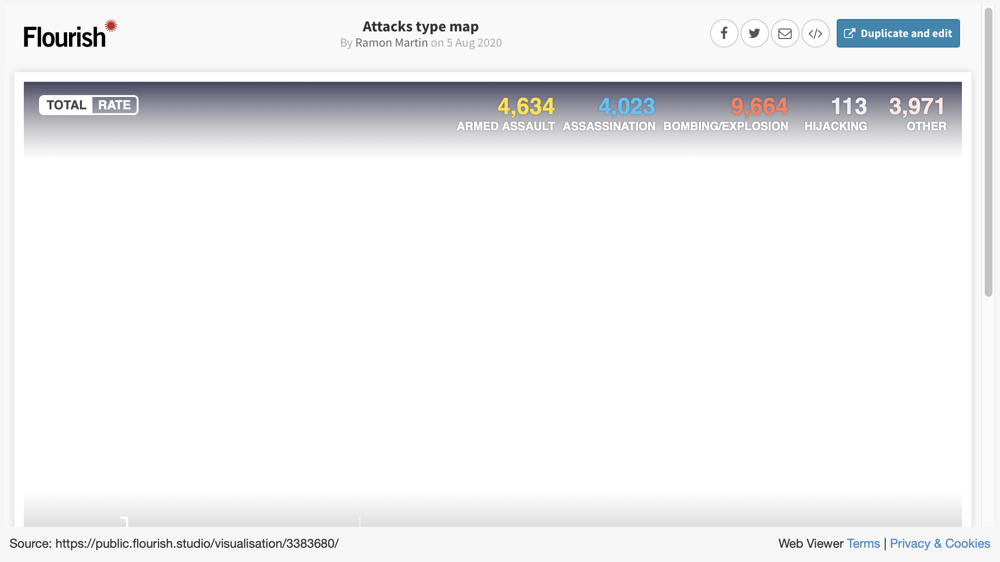 Flourish
Attacks type map
By Ramon Martin on 5 Aug 2020
Duplicate and edit
TOTAL RATE
4,634 4,023 9,664 113 3,971
ARMED ASSAULT ASSASSINATION BOMBING/EXPLOSION HIJACKING OTHER
Source: https://public.flourish.studio/visualisation/3383680/
Web Viewer Terms | Privacy & Cookies